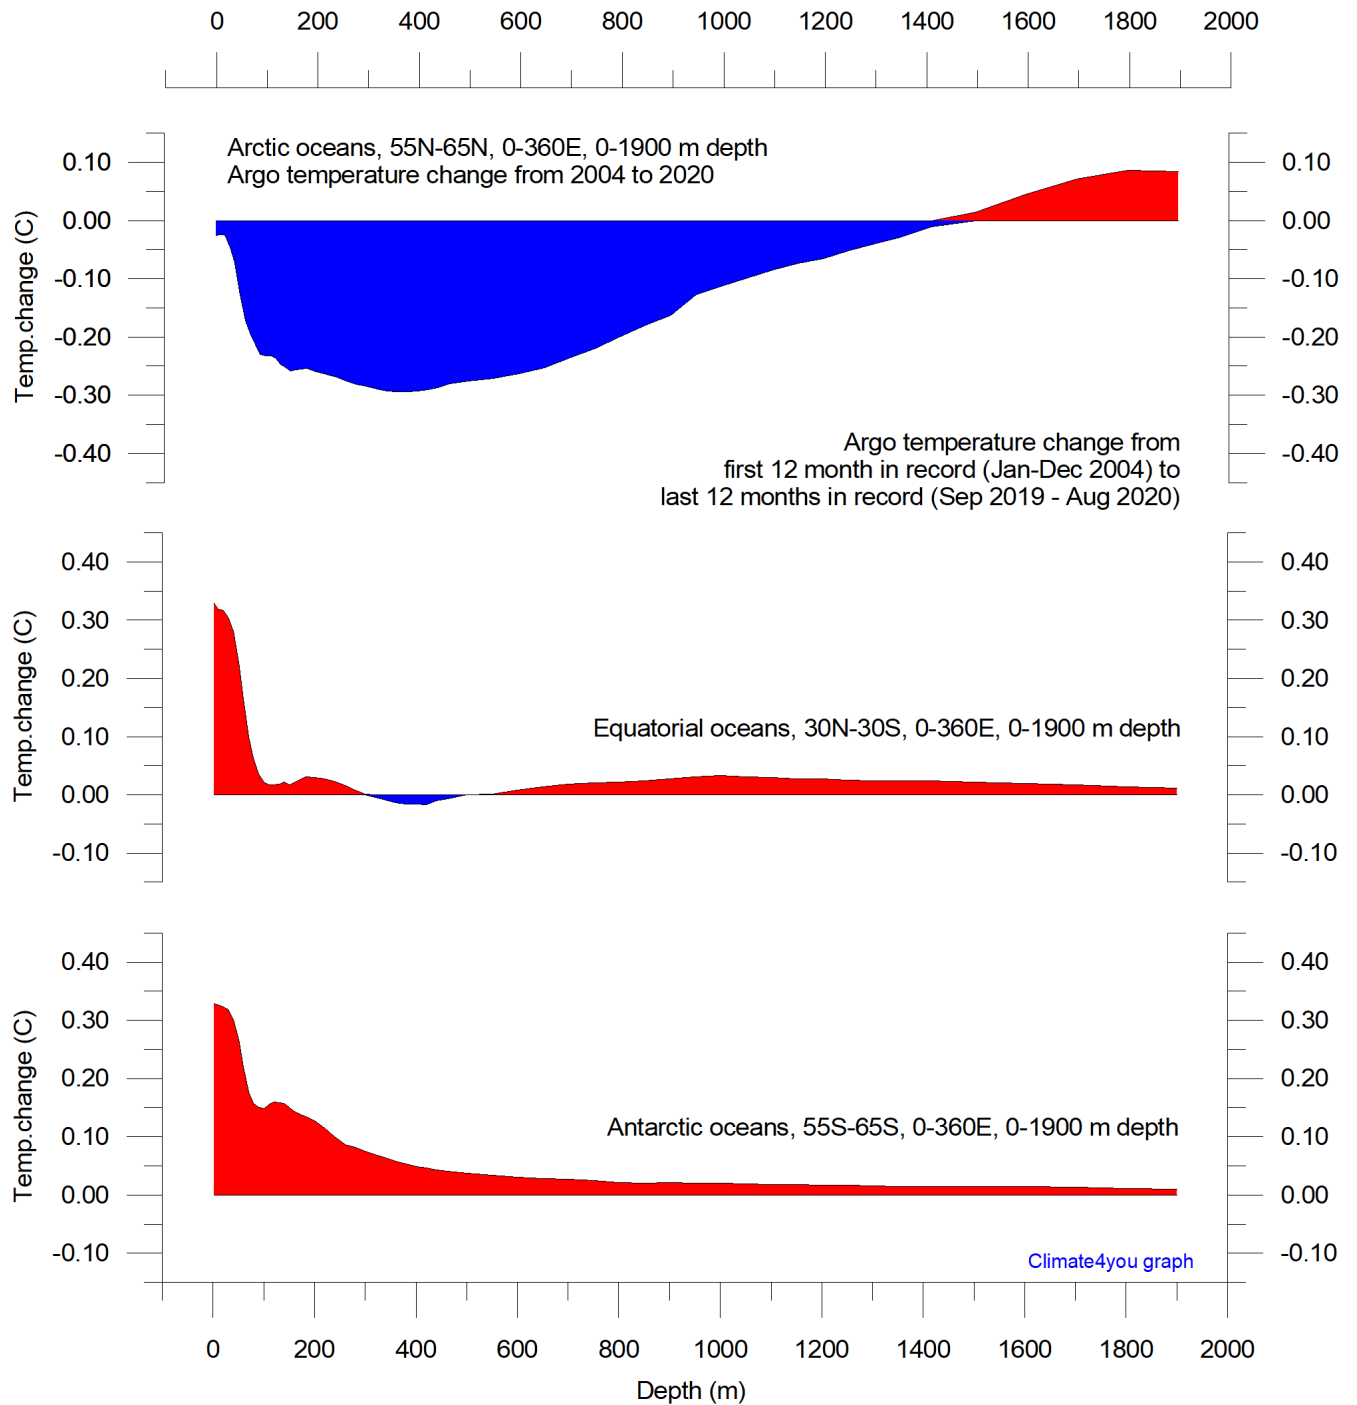 0 200 400 600 800 1000 1200 1400 1600 1800 2000
Arctic oceans, 55N-65N, 0-360E, 0-1900 m depth
Argo temperature change from 2004 to 2020
Temp.change (C)
0.10 0.10
0.00 0.00
-0.10 -0.10
-0.20 -0.20
-0.30 -0.30
-0.40 -0.40
Argo temperature change from
first 12 month in record (Jan-Dec 2004) to
last 12 months in record (Sep 2019 - Aug 2020)
Temp.change (C)
0.40 0.40
0.30 0.30
0.20 0.20
Equatorial oceans, 30N-30S, 0-360E, 0-1900 m depth
0.10 0.10
0.00 0.00
-0.10 -0.10
Temp.change (C)
0.40 0.40
0.30 0.30
0.20 0.20
Antarctic oceans, 55S-65S, 0-360E, 0-1900 m depth
0.10 0.10
0.00 0.00
-0.10 -0.10
Climate4you graph
0 200 400 600 800 1000 1200 1400 1600 1800 2000
Depth (m)